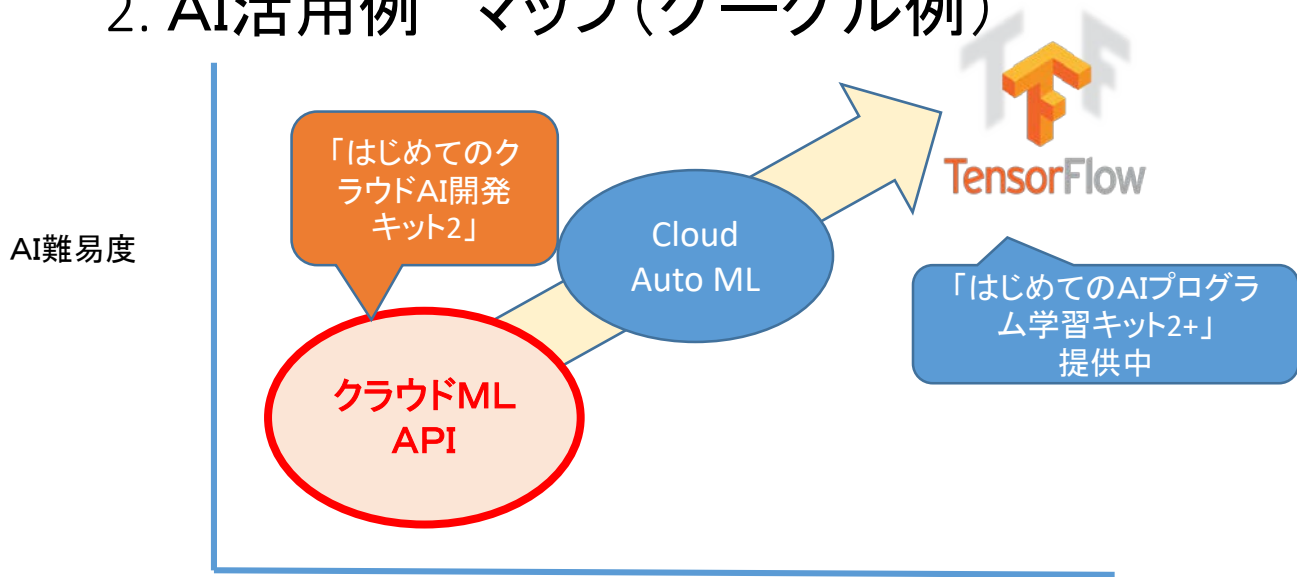 2. AI活用例　マップ（グーグル例）
「はじめてのク
ラウドAI開発
キット2」
TensorFlow
Cloud
Auto ML
AI難易度
「はじめてのAIプログラ
ム学習キット2+」
提供中
クラウドML
API